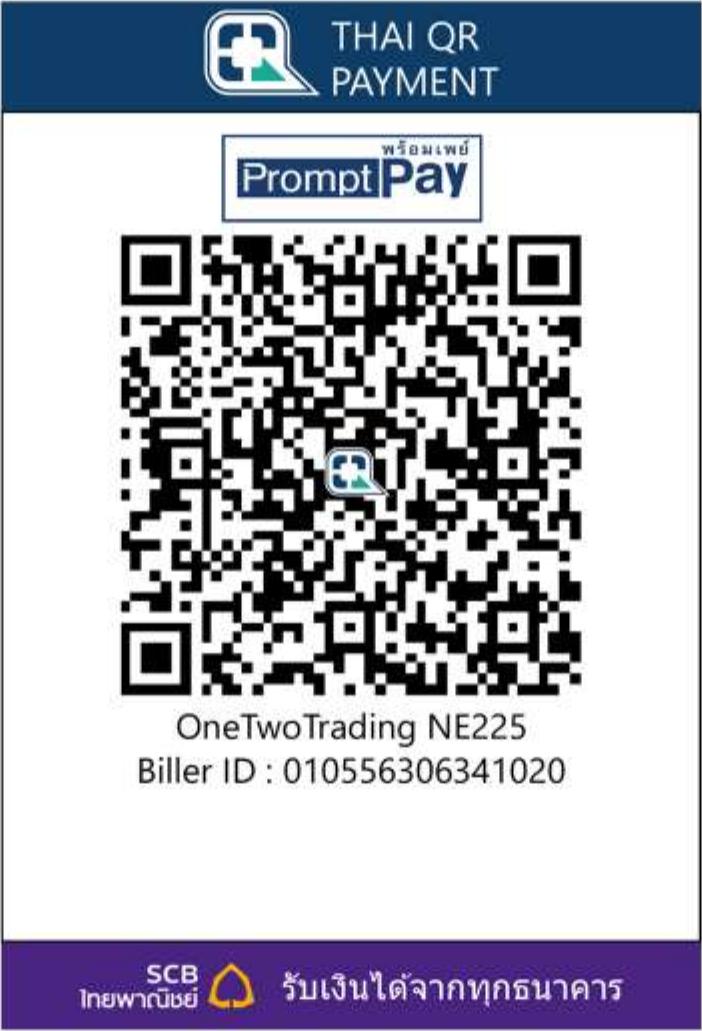 THAI QR
PAYMENT
พร้อมเพย์
Prompt Pay
OneTwoTrading NE225
Biller ID : 010556306341020
SCB
ไทยพาณิชย์
รับเงินได้จากทุกธนาคาร